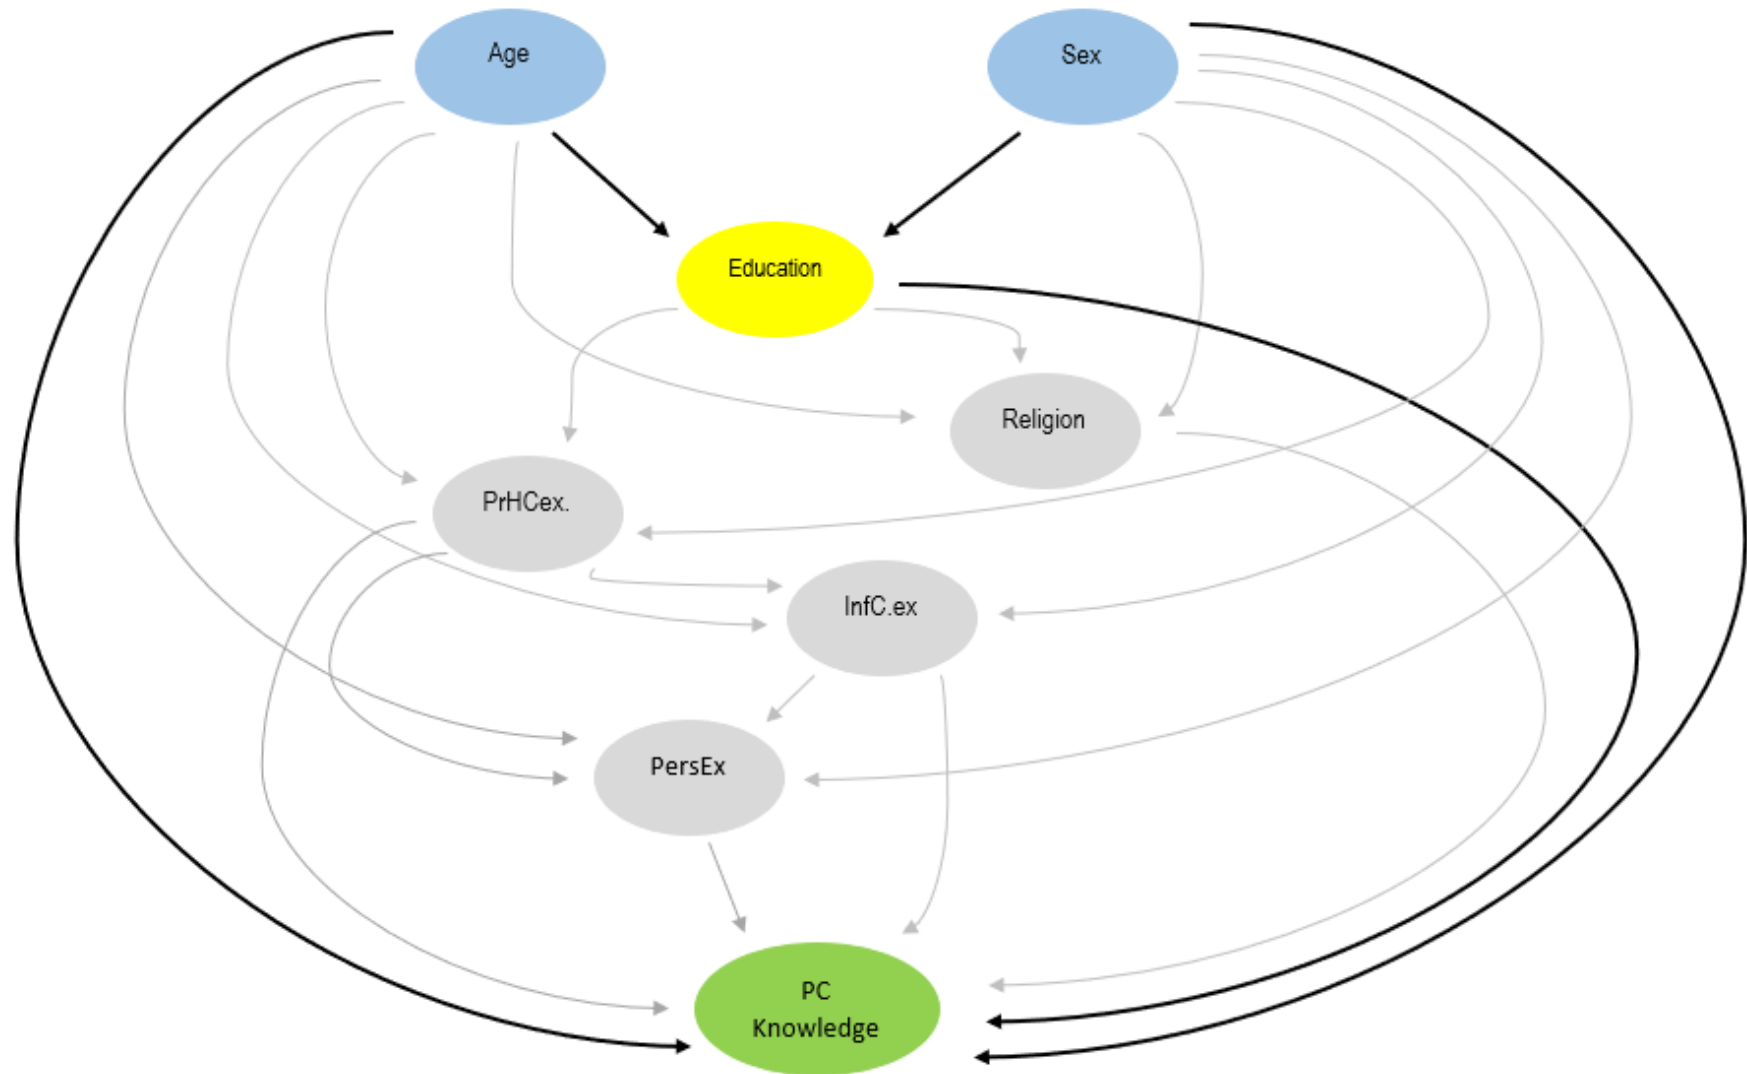 Age
Sex
Education
Religion
PrHCex.
InfC.ex
PersEx
PC
Knowledge